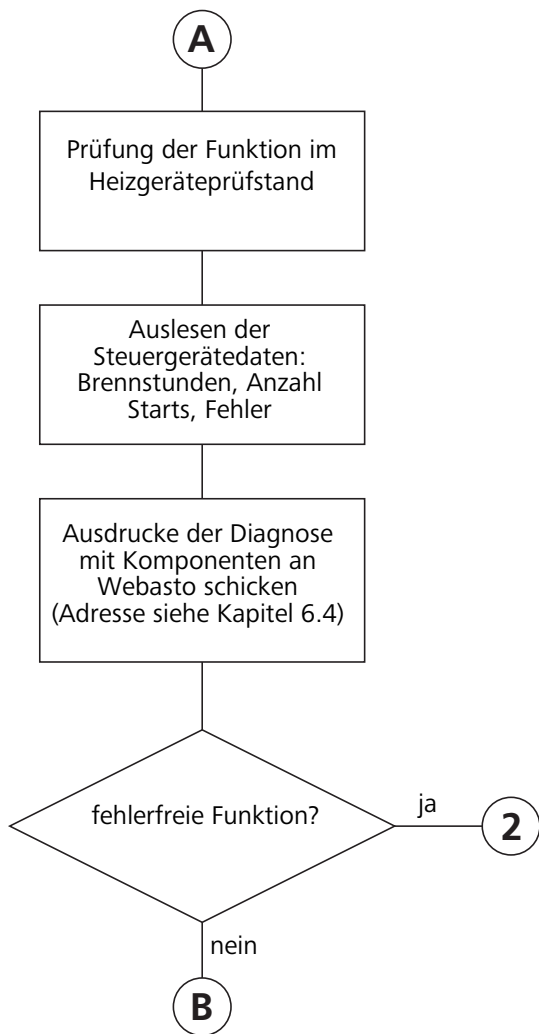 A
Prüfung der Funktion im
Heizgeräteprüfstand
Auslesen der
Steuergerätedaten:
Brennstunden, Anzahl
Starts, Fehler
Ausdrucke der Diagnose
mit Komponenten an
Webasto schicken
(Adresse siehe Kapitel 6.4)
fehlerfreie Funktion?
ja
2
nein
B